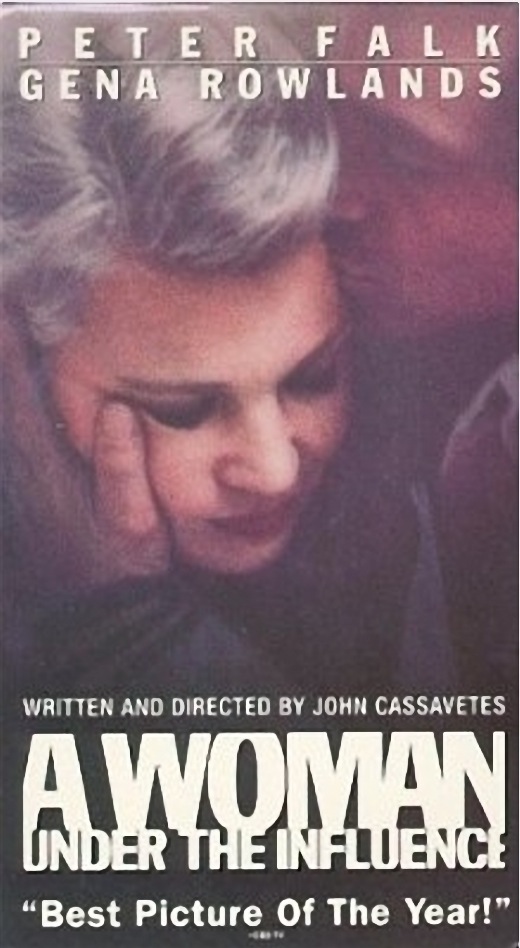 PETER FALK
GENA ROWLANDS
WRITTEN AND DIRECTED BY JOHN CASSAVETES
A WOMAN
UNDER THE INFLUENCE
“Best Picture Of The Year!”